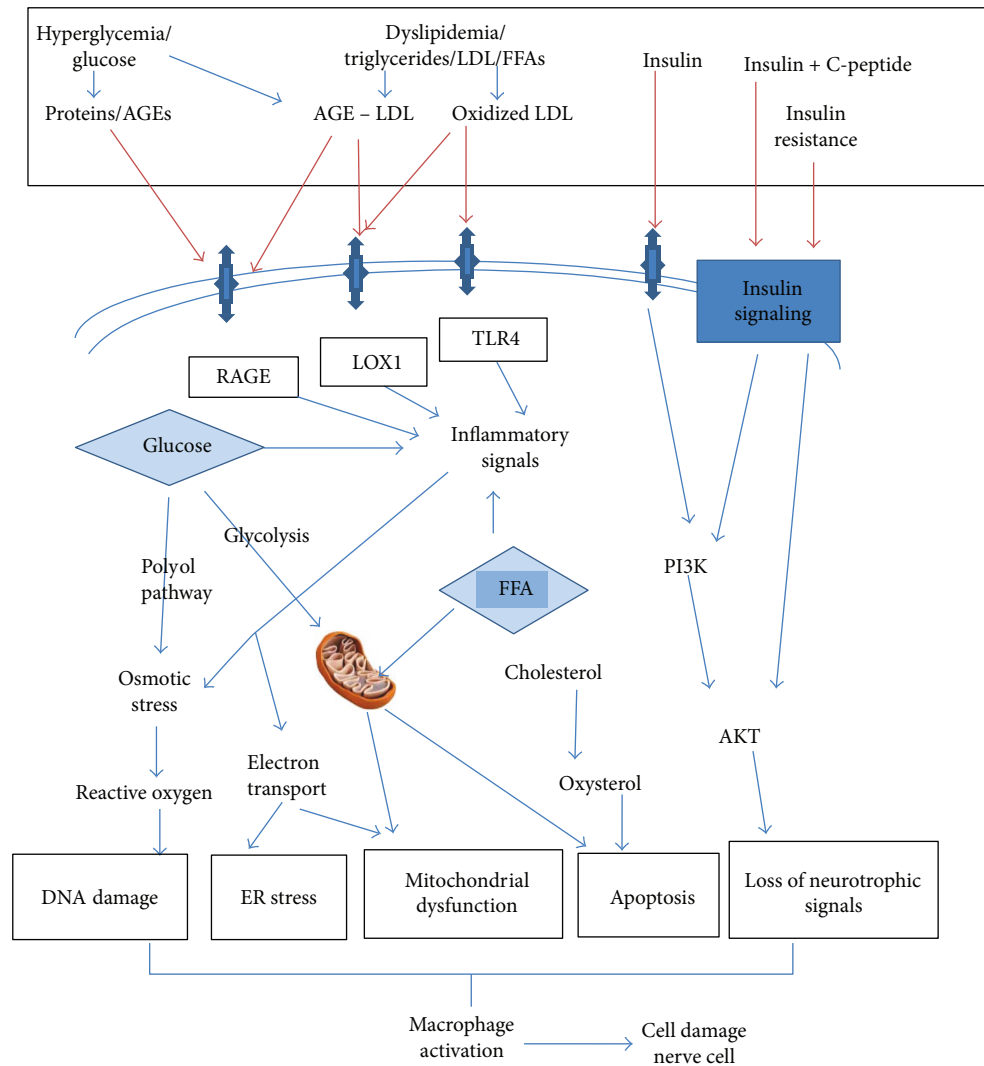 Hyperglycemia/
glucose
Dyslipidemia/
triglycerides/LDL/FFAs
Insulin
Insulin + C-peptide
Proteins/AGEs
AGE – LDL
Oxidized LDL
Insulin
resistance
Insulin
signaling
TLR4
LOX1
RAGE
Glucose
Inflammatory
signals
Glycolysis
Polyol
pathway
FFA
PI3K
Cholesterol
Osmotic
stress
AKT
Electron
transport
Oxysterol
Reactive oxygen
DNA damage
ER stress
Mitochondrial
dysfunction
Apoptosis
Loss of neurotrophic
signals
Macrophage
activation
Cell damage
nerve cell